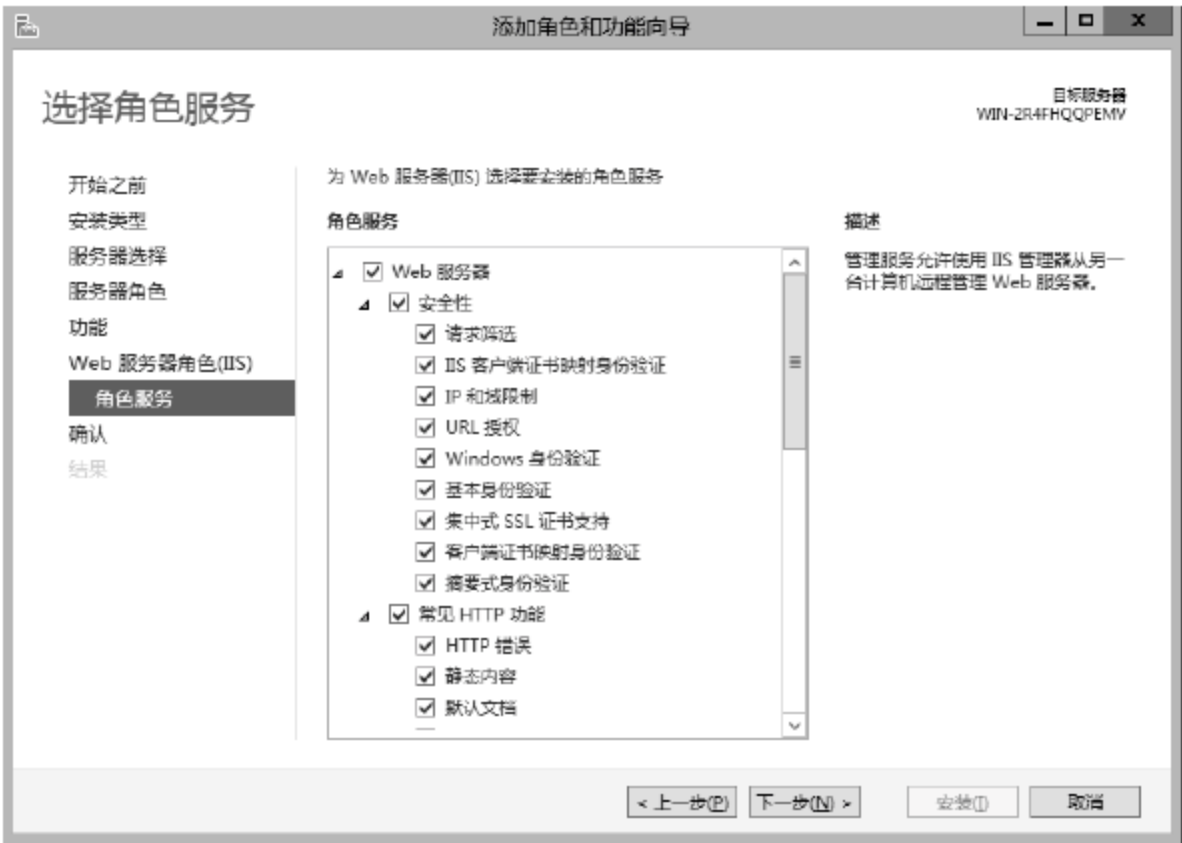 添加角色和功能向导
选择角色服务
目标服务器
WIN-2R4FHQQPEMV
开始之前
安装类型
服务器选择
服务器角色
功能
Web 服务器角色(IIS)
角色服务
确认
结果
为 Web 服务器(IIS) 选择要安装的角色服务
角色服务
Web 服务器
安全性
请求筛选
IIS 客户端证书映射身份验证
IP 和域限制
URL 授权
Windows 身份验证
基本身份验证
集中式 SSL 证书支持
客户端证书映射身份验证
摘要式身份验证
常见 HTTP 功能
HTTP 错误
静态内容
默认文档
描述
管理服务允许使用 IIS 管理器从另一
台计算机远程管理 Web 服务器。
< 上一步(P)
下一步(N) >
安装(I)
取消